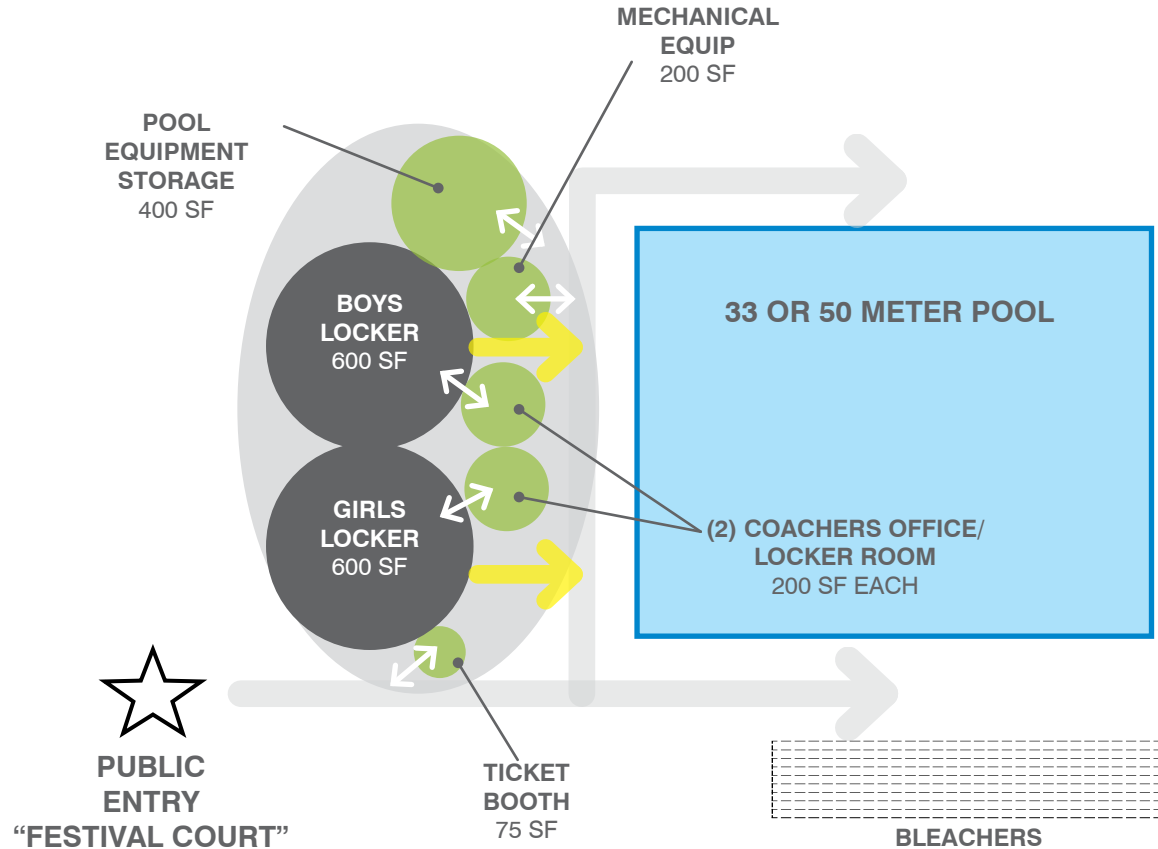 MECHANICAL
EQUIP
200 SF
POOL
EQUIPMENT
STORAGE
400 SF
BOYS
LOCKER
600 SF
33 OR 50 METER POOL
GIRLS
LOCKER
600 SF
(2) COACHERS OFFICE/
LOCKER ROOM
200 SF EACH
PUBLIC
ENTRY
“FESTIVAL COURT”
TICKET
BOOTH
75 SF
BLEACHERS